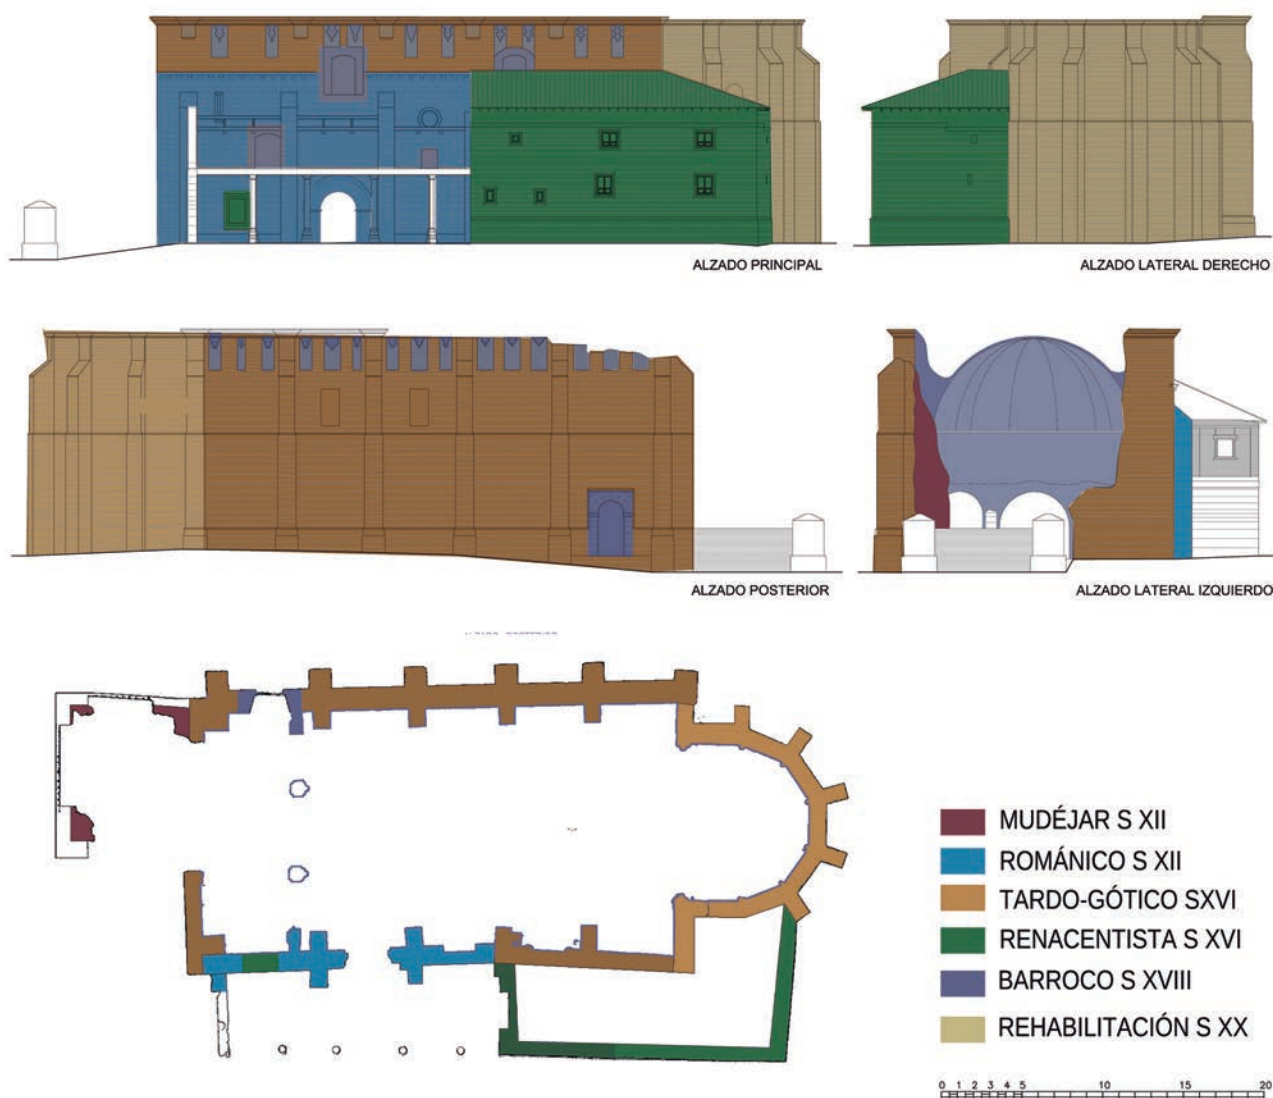 ALZADO PRINCIPAL
ALZADO LATERAL DERECHO
ALZADO POSTERIOR
ALZADO LATERAL IZQUIERDO
MUDÉJAR S XII
ROMÁNICO S XII
TARDO-GÓTICO SXVI
RENACENTISTA S XVI
BARROCO S XVIII
REHABILITACIÓN S XX
0 1 2 3 4 5 10 15 20